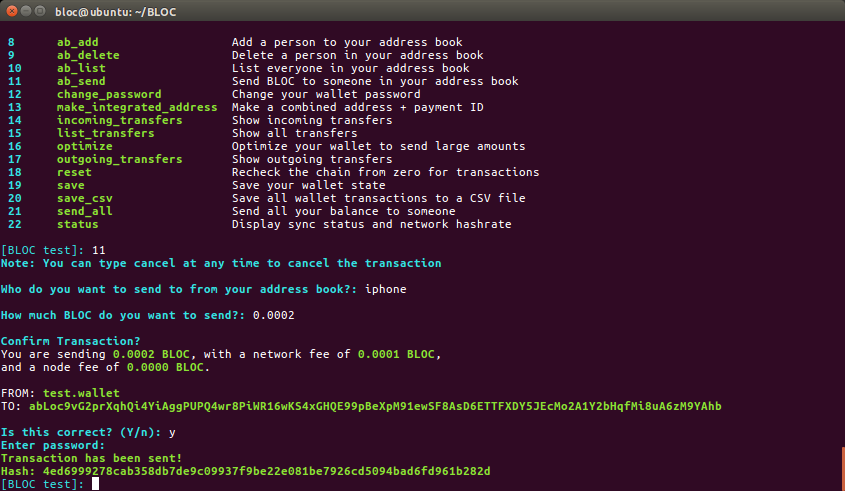 bloc@ubuntu: ~/BLOC
8 ab_add Add a person to your address book
9 ab_delete Delete a person in your address book
10 ab_list List everyone in your address book
11 ab_send Send BLOC to someone in your address book
12 change_password Change your wallet password
13 make_integrated_address Make a combined address + payment ID
14 incoming_transfers Show incoming transfers
15 list_transfers Show all transfers
16 optimize Optimize your wallet to send large amounts
17 outgoing_transfers Show outgoing transfers
18 reset Recheck the chain from zero for transactions
19 save Save your wallet state
20 save_csv Save all wallet transactions to a CSV file
21 send_all Send all your balance to someone
22 status Display sync status and network hashrate
[BLOC test]: 11
Note: You can type cancel at any time to cancel the transaction
Who do you want to send to from your address book?: iphone
How much BLOC do you want to send?: 0.0002
Confirm Transaction?
You are sending 0.0002 BLOC, with a network fee of 0.0001 BLOC,
and a node fee of 0.0000 BLOC.
FROM: test.wallet
TO: abLoc9vG2prXqhQi4YiAggPUPQ4wr8PiWR16wKS4xGHQE99pBeXpM91ewSF8AsD6ETTFXDY5JEcMo2A1Y2bHqfMi8uA6zM9YAhb
Is this correct? (Y/n): y
Enter password:
Transaction has been sent!
Hash: 4ed6999278cab358db7de9c09937f9be22e081be7926cd5094bad6fd961b282d
[BLOC test]: